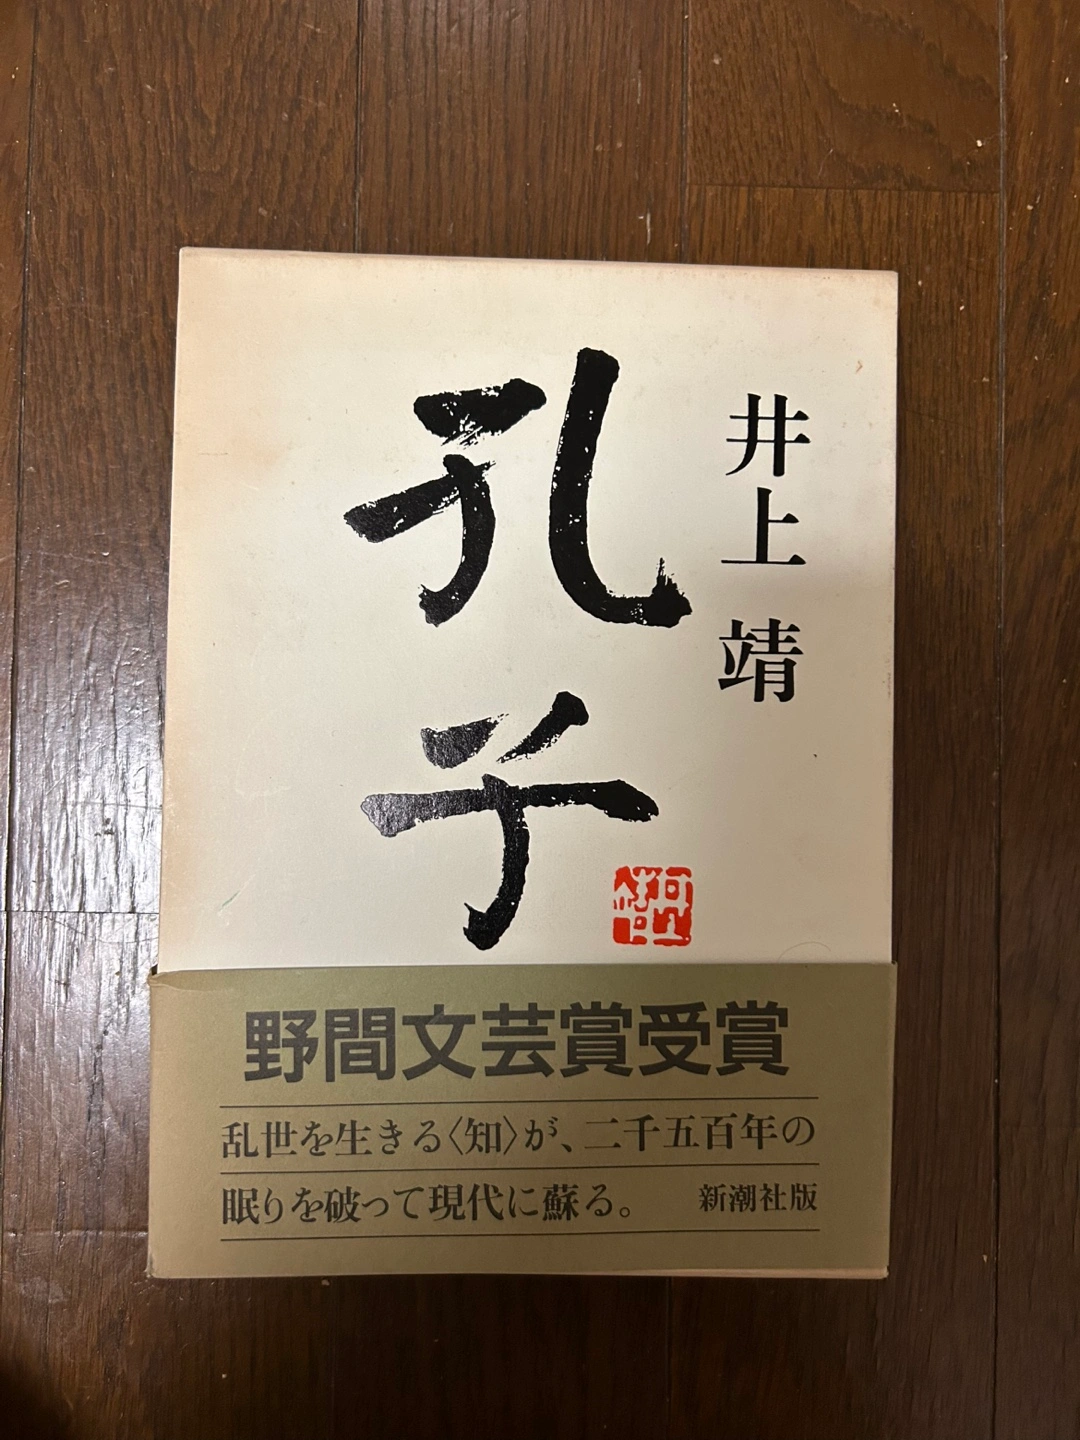 井上 靖
孔子
野間文芸賞受賞
乱世を生きる〈知〉が、二千五百年の
眠りを破って現代に蘇る。 新潮社版